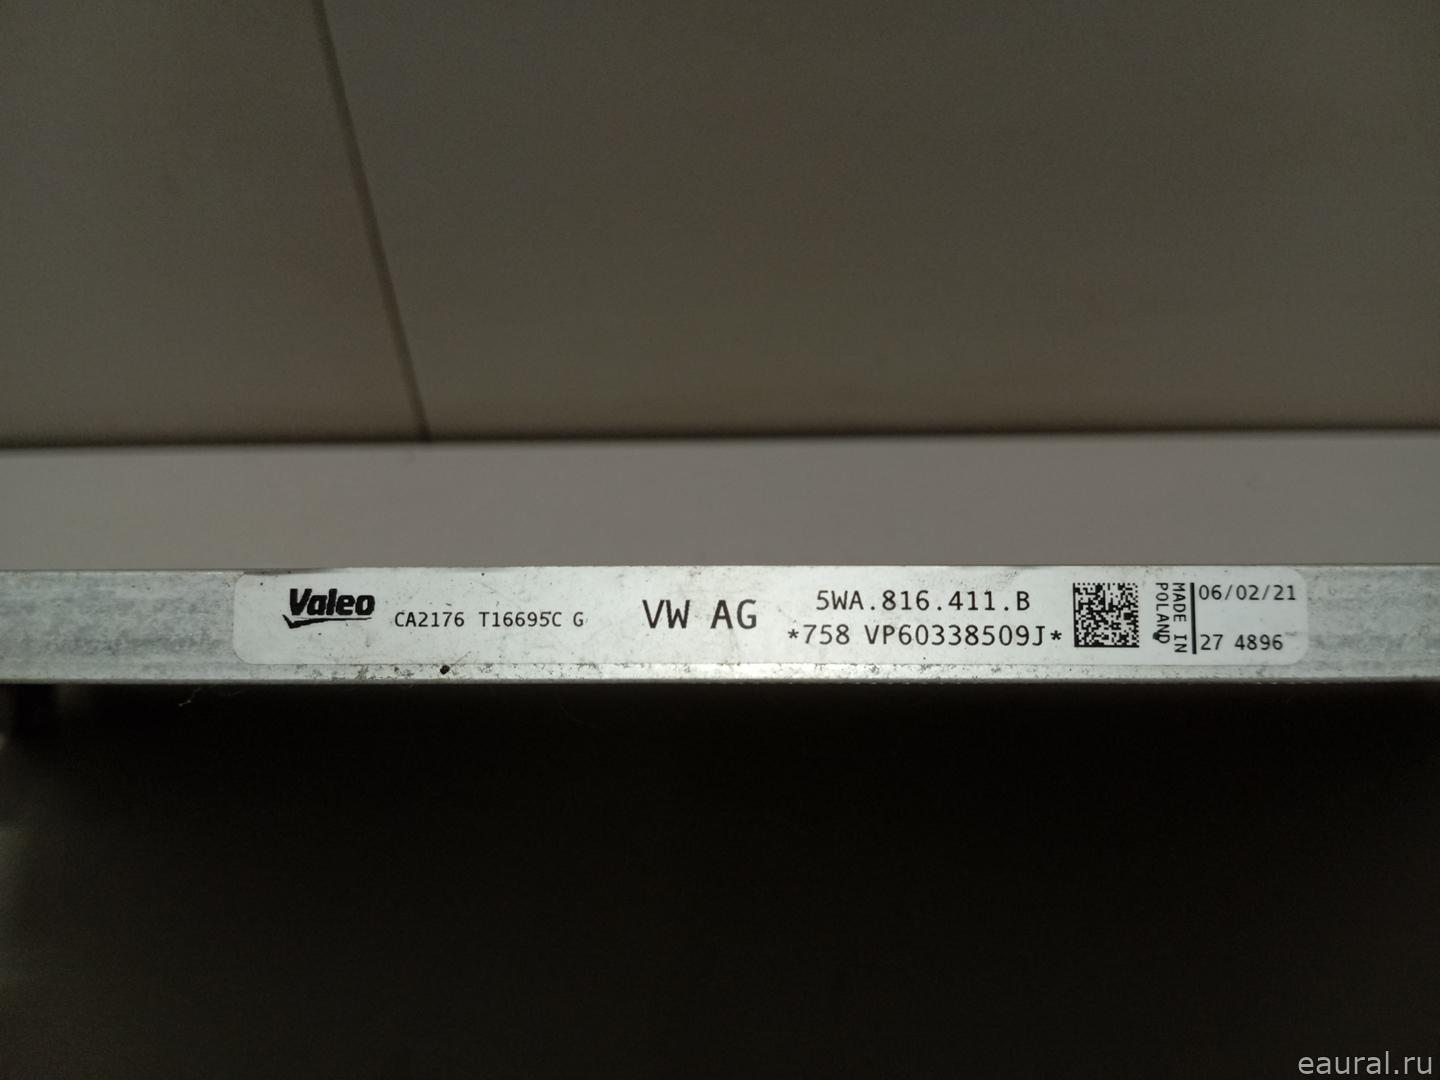 Valeo CA2176 T16695C G
VW AG
5WA.816.411.B
*758 VP60338509J*
MADE IN
POLAND
06/02/21
27 4896
eaural.ru